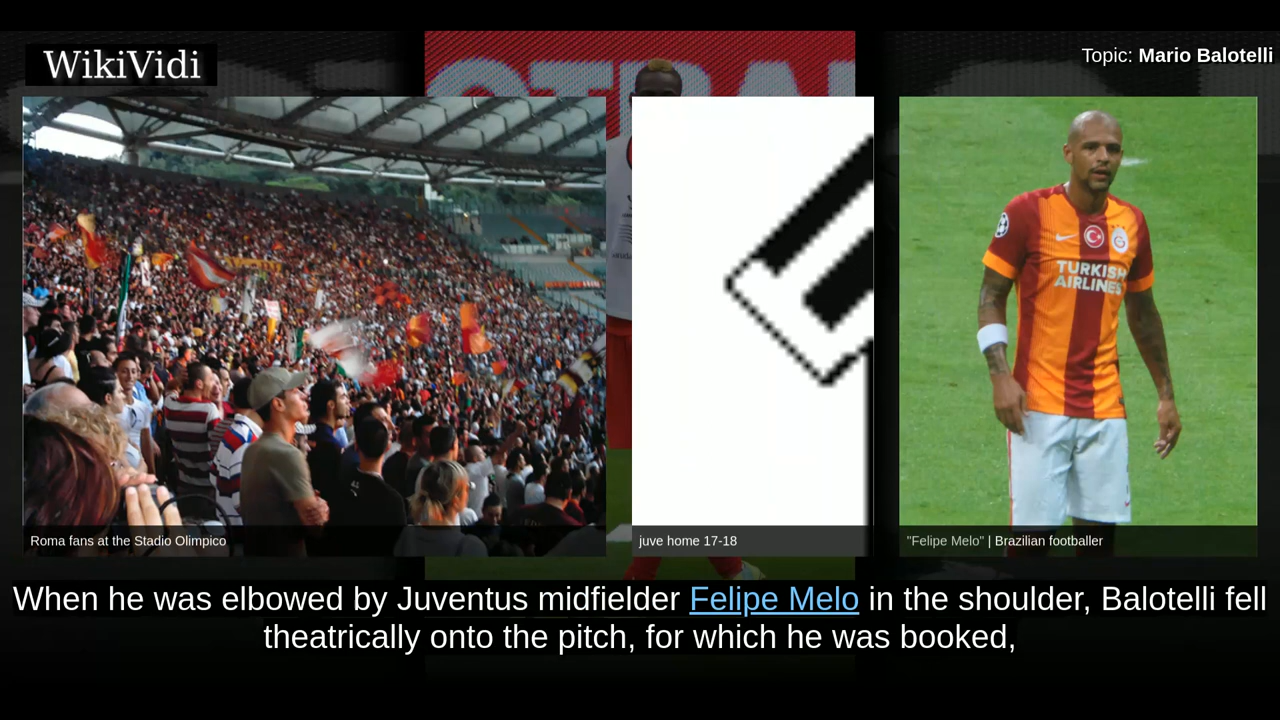 WikiVidi
Topic: Mario Balotelli
TURKISH
AIRLINES
Roma fans at the Stadio Olimpico
juve home 17-18
"Felipe Melo" | Brazilian footballer
When he was elbowed by Juventus midfielder Felipe Melo in the shoulder, Balotelli fell
theatrically onto the pitch, for which he was booked,